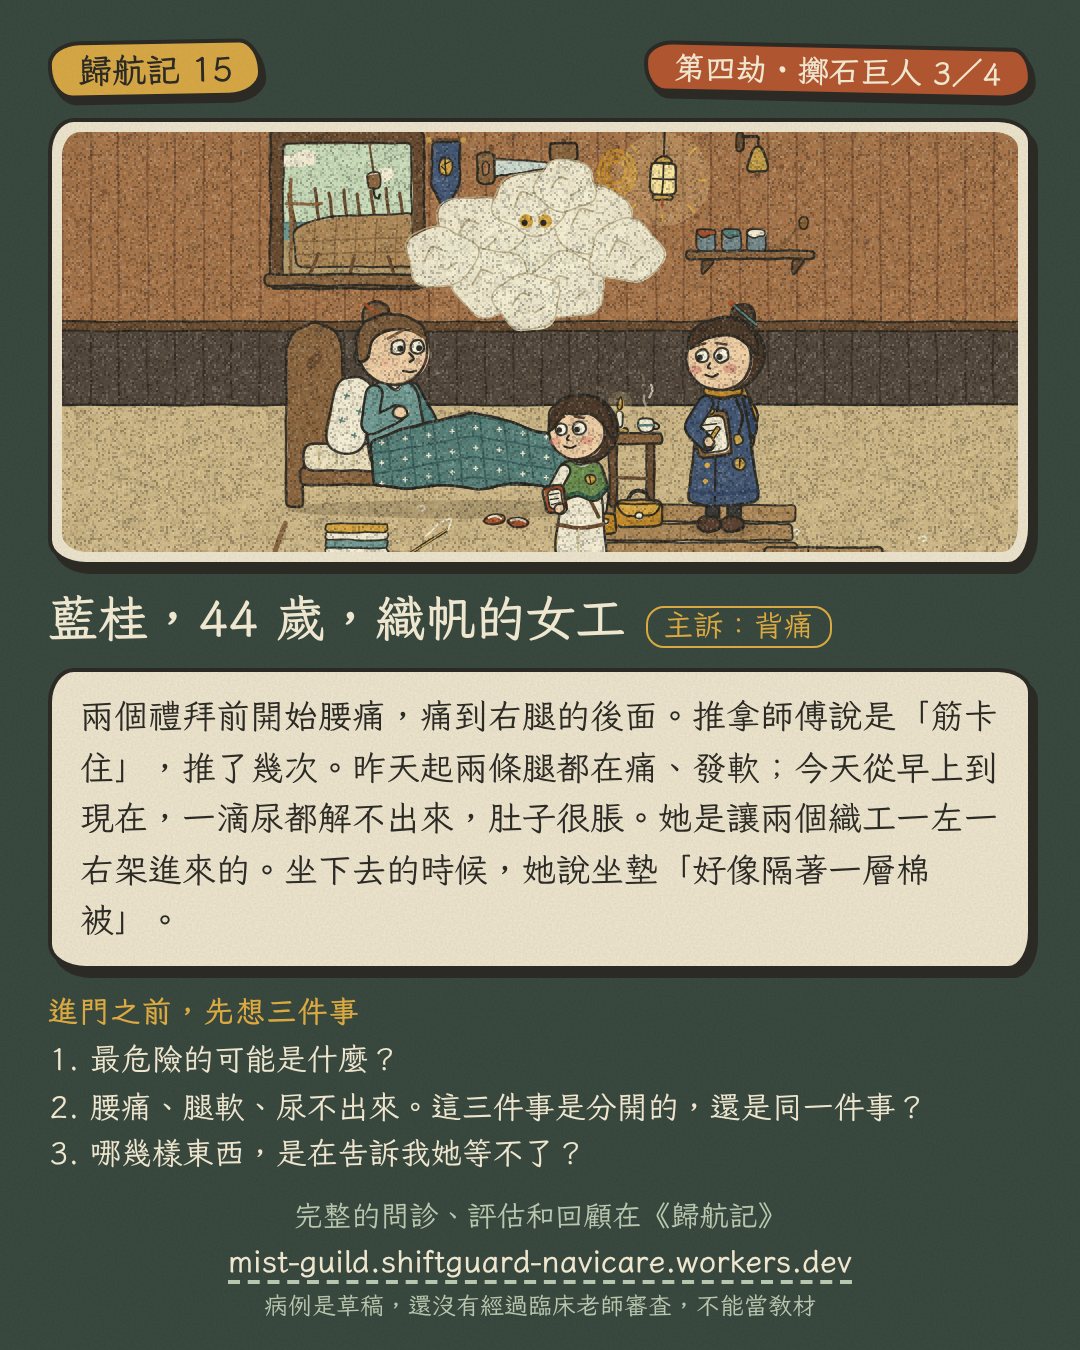 歸航記 15
第四劫・擲石巨人 3／4
藍桂，44 歲，織帆的女工
主訴：背痛
兩個禮拜前開始腰痛，痛到右腿的後面。推拿師傅說是「筋卡
住」，推了幾次。昨天起兩條腿都在痛、發軟；今天從早上到
現在，一滴尿都解不出來，肚子很脹。她是讓兩個織工一左一
右架進來的。坐下去的時候，她說坐墊「好像隔著一層棉
被」。
進門之前，先想三件事
1. 最危險的可能是什麼？
2. 腰痛、腿軟、尿不出來。這三件事是分開的，還是同一件事？
3. 哪幾樣東西，是在告訴我她等不了？
完整的問診、評估和回顧在《歸航記》
mist-guild.shiftguard-navicare.workers.dev
病例是草稿，還沒有經過臨床老師審查，不能當教材